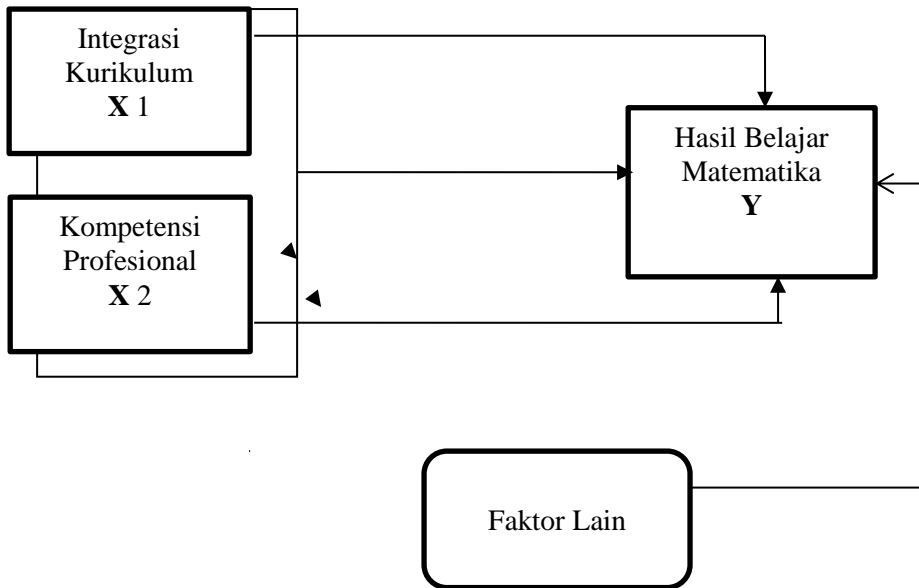 Integrasi
Kurikulum
X 1
Hasil Belajar
Matematika
Y
Kompetensi
Profesional
X 2
Faktor Lain